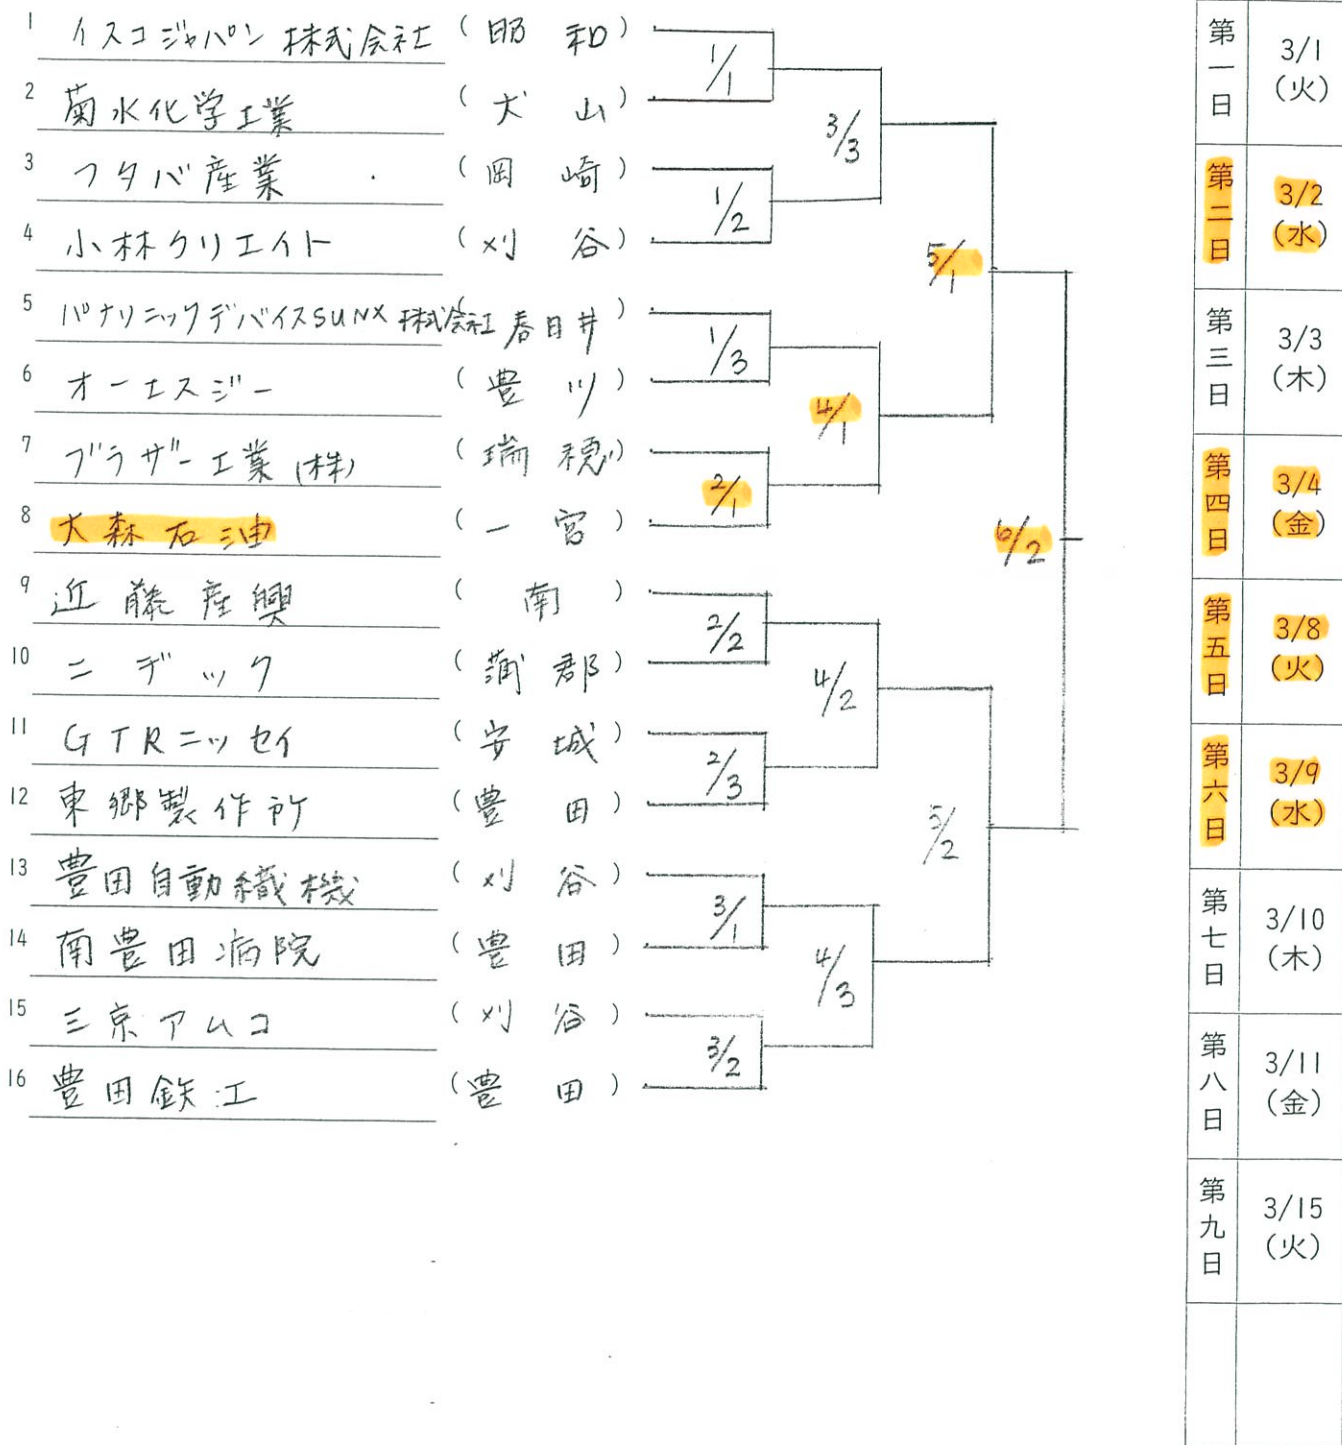 1 イスコジャパン 株式会社 (昭 和)
2 菊水化学工業 (犬 山)
3 フタバ産業 (岡 崎)
4 小林クリエイト (刈 谷)
5 パナソニックデバイスSUNX 株式会社 (春日井)
6 オーエスジー (豊 川)
7 ブラザー工業(株) (瑞 穂)
8 大森石油 (一 宮)
9 近藤産興 (南)
10 ニデック (蒲 郡)
11 GTRニッセイ (安 城)
12 東郷製作所 (豊 田)
13 豊田自動織機 (刈 谷)
14 南豊田病院 (豊 田)
15 三京アムコ (刈 谷)
16 豊田鉄工 (豊 田)
1/1
1/2
1/3
2/1
2/2
2/3
3/1
3/2
3/3
4/1
4/2
4/3
5/1
5/2
6/2
第一日 3/1 (火)
第二日 3/2 (水)
第三日 3/3 (木)
第四日 3/4 (金)
第五日 3/8 (火)
第六日 3/9 (水)
第七日 3/10 (木)
第八日 3/11 (金)
第九日 3/15 (火)